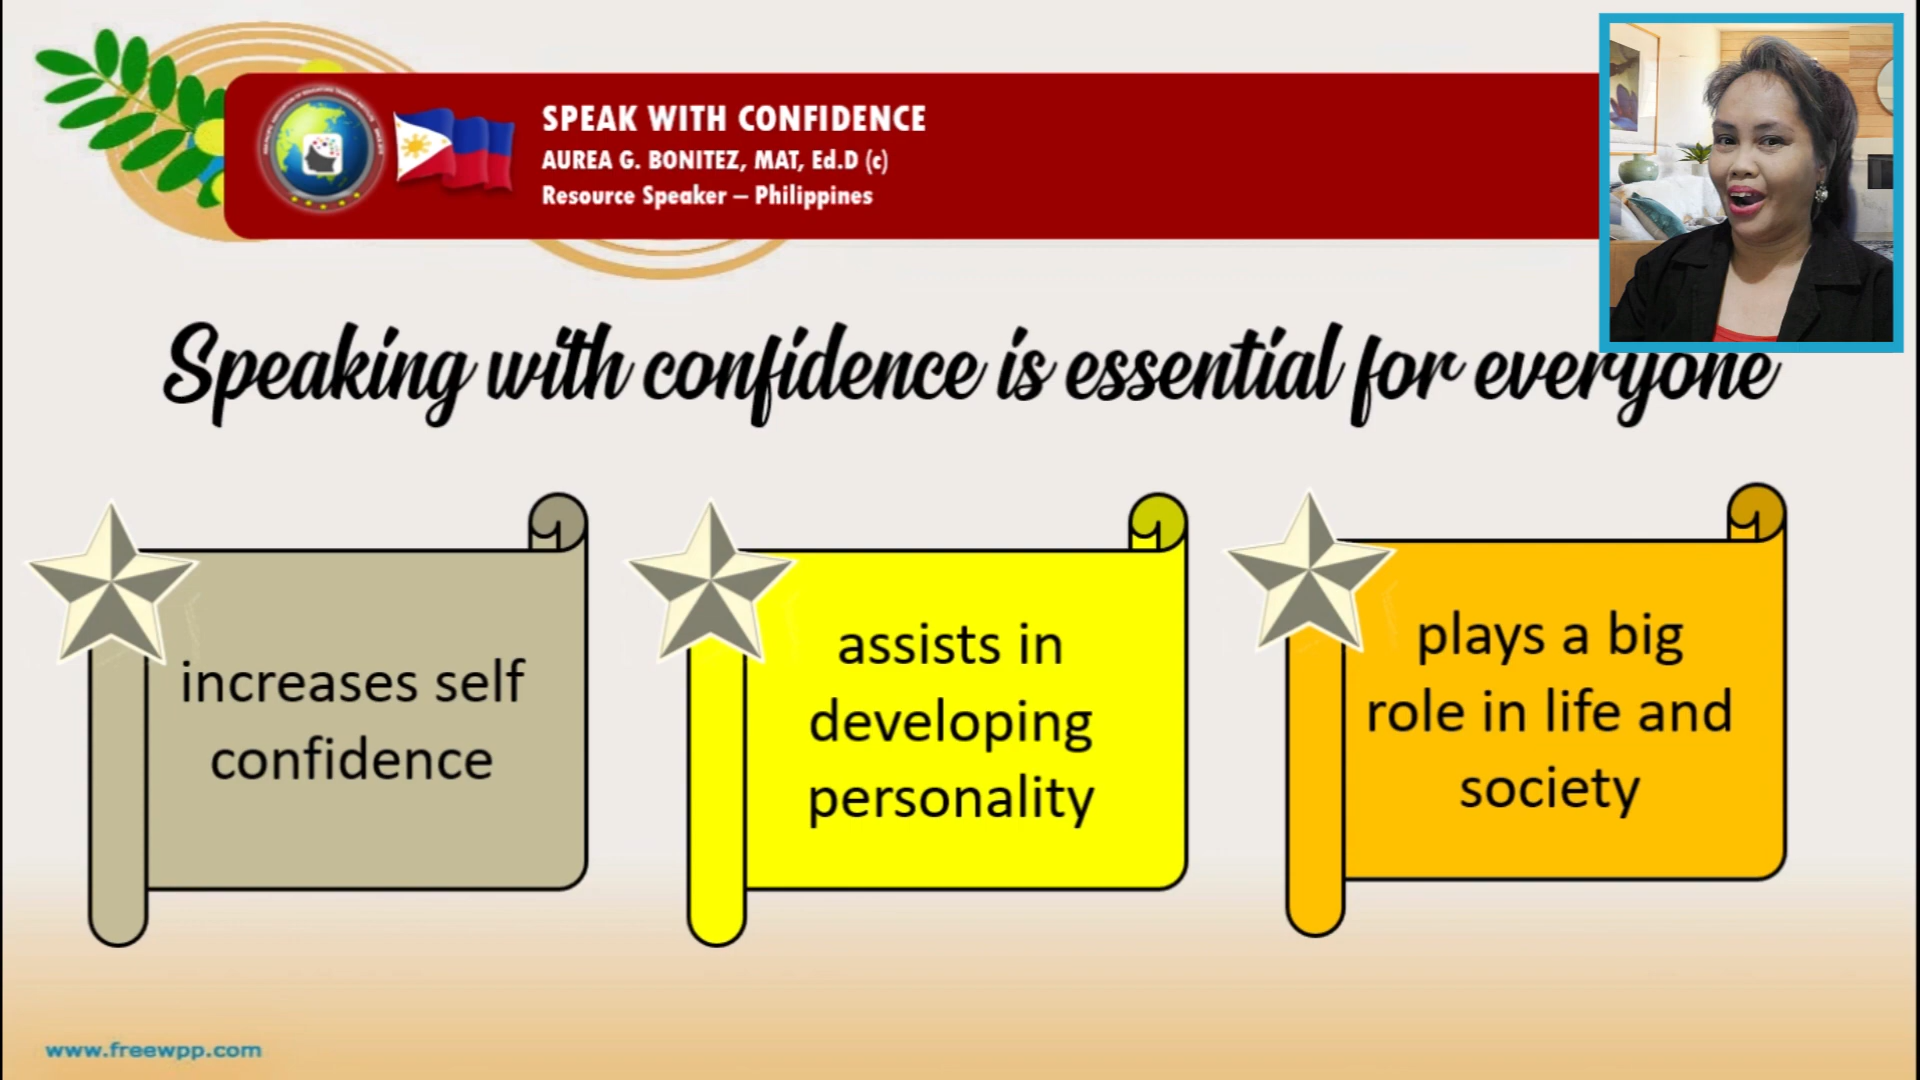 SPEAK WITH CONFIDENCE
AUREA G. BONITEZ, MAT, Ed.D (c)
Resource Speaker – Philippines
Speaking with confidence is essential for everyone
increases self
confidence
assists in
developing
personality
plays a big
role in life and
society
www.freewpp.com